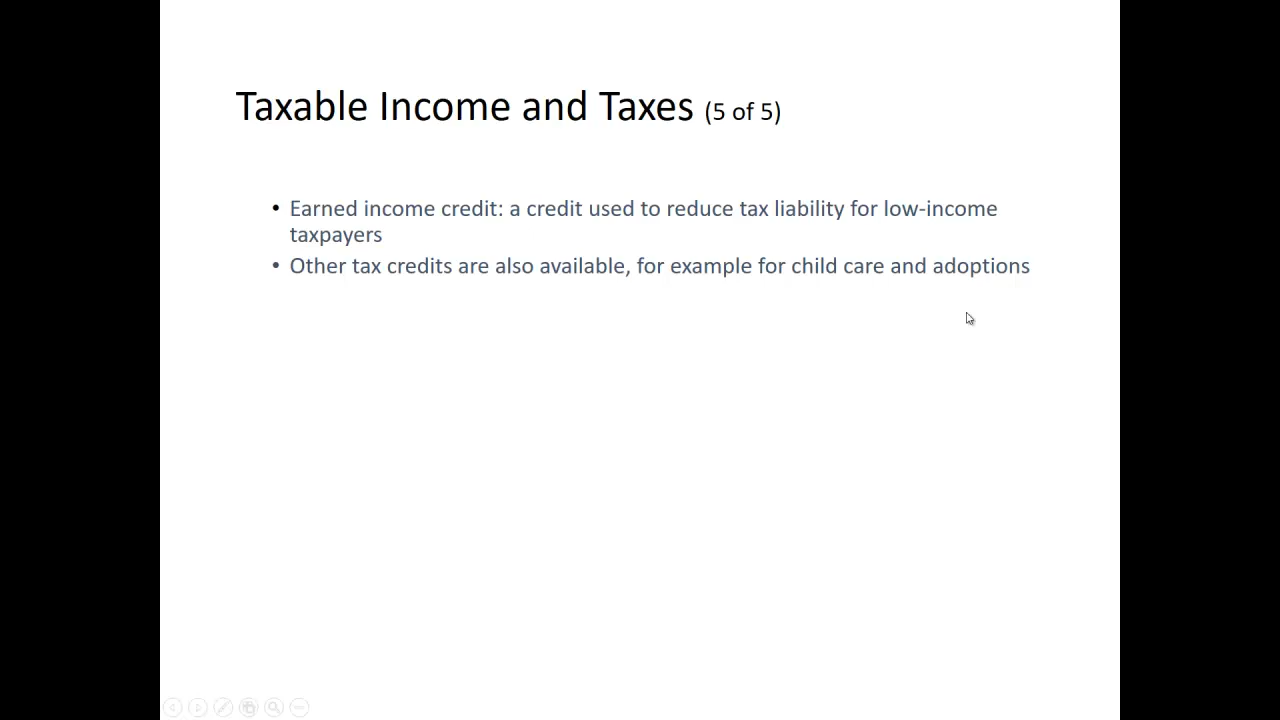 Taxable Income and Taxes (5 of 5)
• Earned income credit: a credit used to reduce tax liability for low-income
taxpayers
• Other tax credits are also available, for example for child care and adoptions